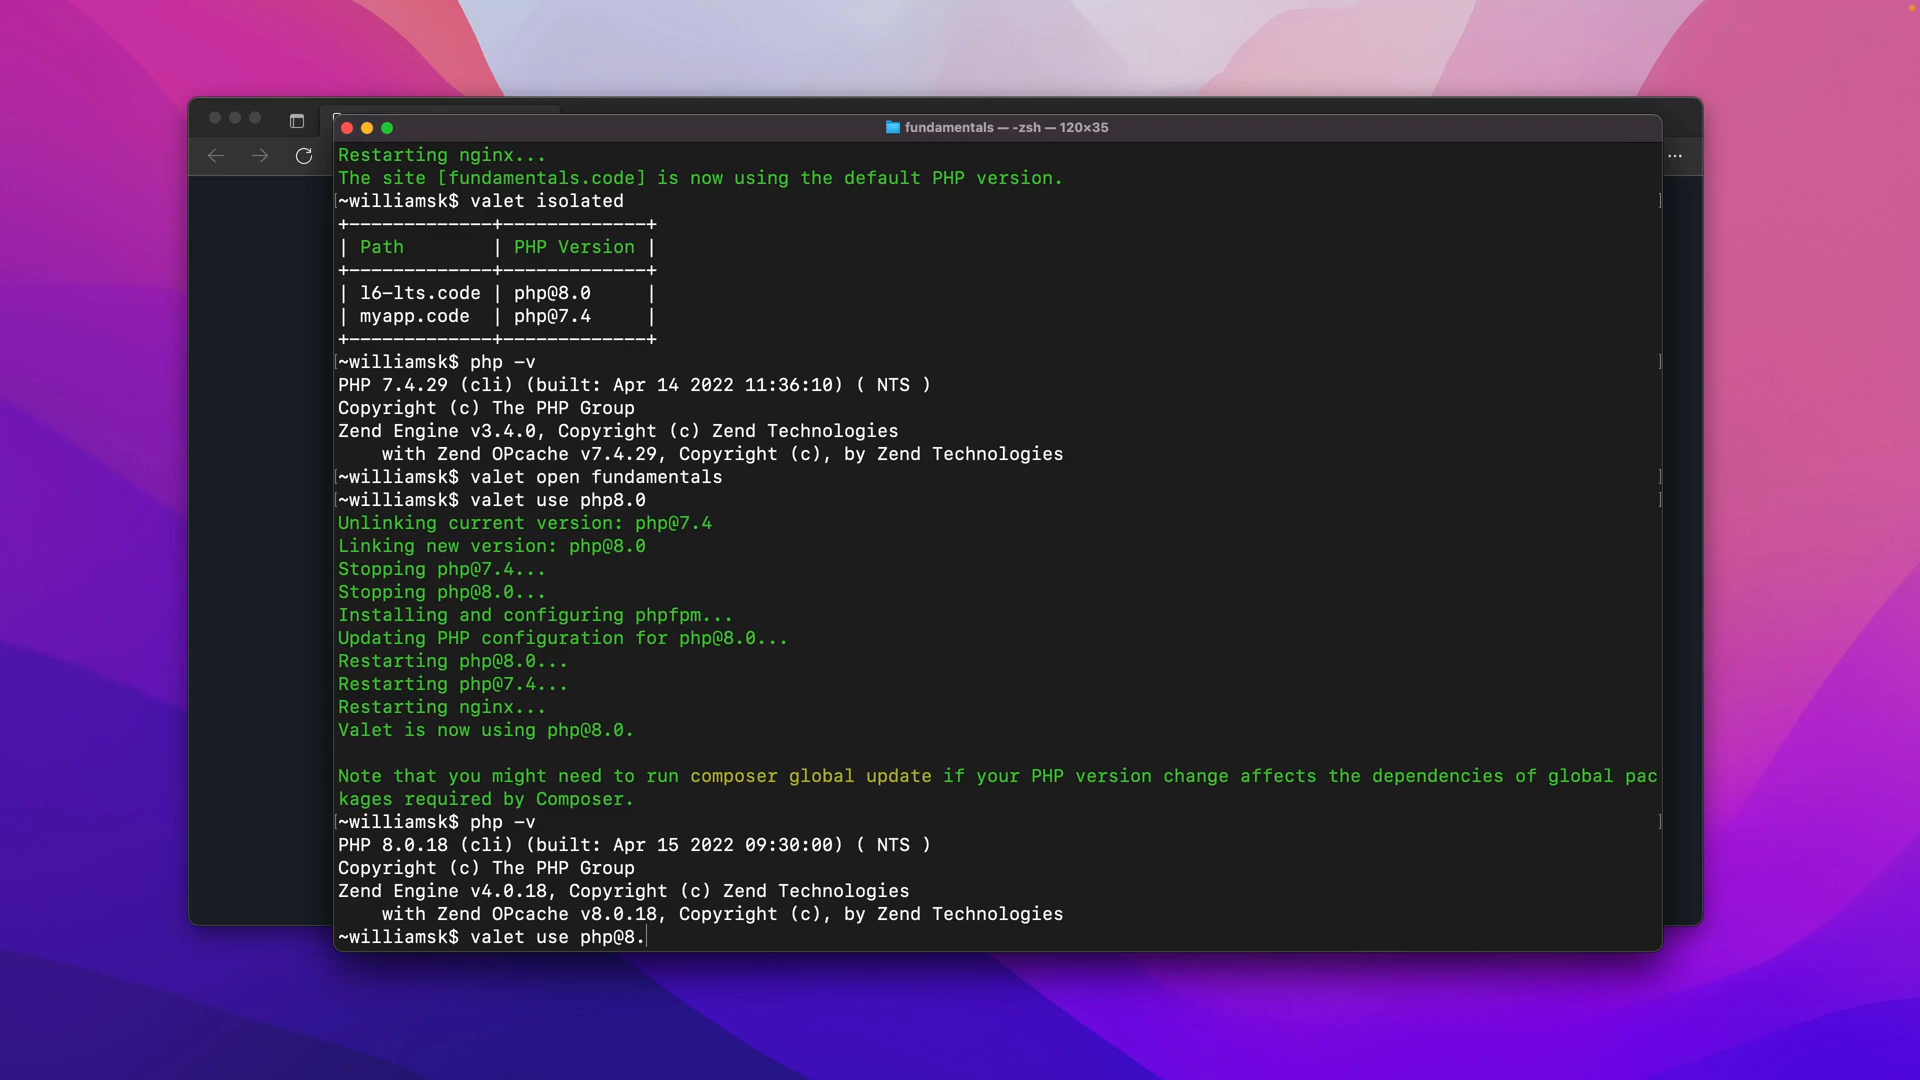 fundamentals — -zsh — 120×35
Restarting nginx...
The site [fundamentals.code] is now using the default PHP version.
[~williamsk$ valet isolated ]
+-------------+-------------+
| Path        | PHP Version |
+-------------+-------------+
| l6-lts.code | php@8.0     |
| myapp.code  | php@7.4     |
+-------------+-------------+
[~williamsk$ php -v ]
PHP 7.4.29 (cli) (built: Apr 14 2022 11:36:10) ( NTS )
Copyright (c) The PHP Group
Zend Engine v3.4.0, Copyright (c) Zend Technologies
    with Zend OPcache v7.4.29, Copyright (c), by Zend Technologies
[~williamsk$ valet open fundamentals ]
[~williamsk$ valet use php8.0 ]
Unlinking current version: php@7.4
Linking new version: php@8.0
Stopping php@7.4...
Stopping php@8.0...
Installing and configuring phpfpm...
Updating PHP configuration for php@8.0...
Restarting php@8.0...
Restarting php@7.4...
Restarting nginx...
Valet is now using php@8.0.
Note that you might need to run composer global update if your PHP version change affects the dependencies of global pac
kages required by Composer.
[~williamsk$ php -v ]
PHP 8.0.18 (cli) (built: Apr 15 2022 09:30:00) ( NTS )
Copyright (c) The PHP Group
Zend Engine v4.0.18, Copyright (c) Zend Technologies
    with Zend OPcache v8.0.18, Copyright (c), by Zend Technologies
~williamsk$ valet use php@8.